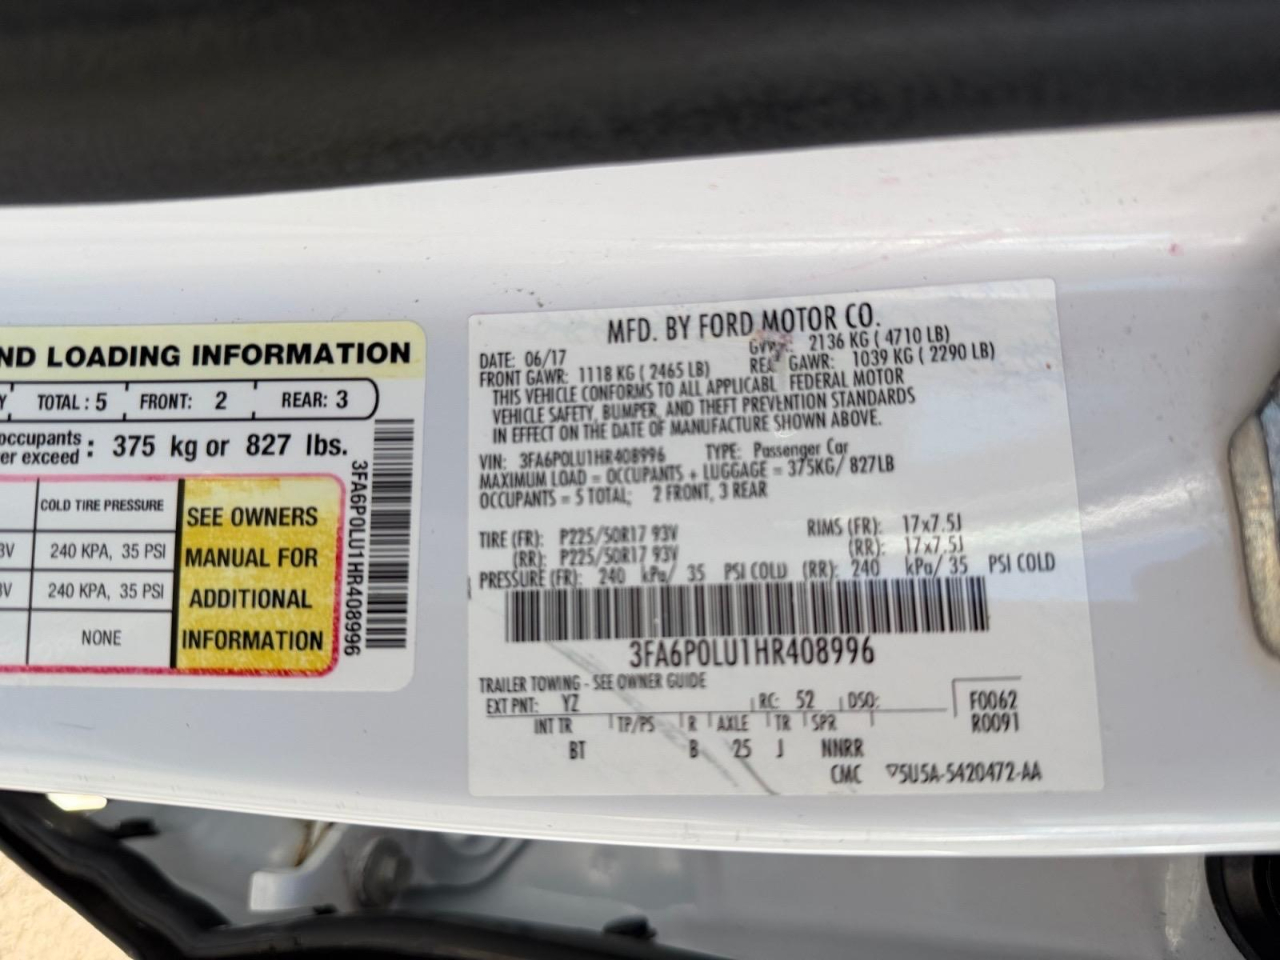 ND LOADING INFORMATION
Y TOTAL : 5 FRONT: 2 REAR: 3
occupants
er exceed : 375 kg or 827 lbs.
COLD TIRE PRESSURE
3V 240 KPA, 35 PSI
3V 240 KPA, 35 PSI
NONE
SEE OWNERS
MANUAL FOR
ADDITIONAL
INFORMATION
3FA6P0LU1HR408996
MFD. BY FORD MOTOR CO.
DATE: 06/17 GVWR: 2136 KG ( 4710 LB)
FRONT GAWR: 1118 KG ( 2465 LB) REA GAWR: 1039 KG ( 2290 LB)
THIS VEHICLE CONFORMS TO ALL APPLICABL FEDERAL MOTOR
VEHICLE SAFETY, BUMPER, AND THEFT PREVENTION STANDARDS
IN EFFECT ON THE DATE OF MANUFACTURE SHOWN ABOVE.
VIN: 3FA6P0LU1HR408996 TYPE: Passenger Car
MAXIMUM LOAD = OCCUPANTS + LUGGAGE = 375KG/ 827LB
OCCUPANTS = 5 TOTAL; 2 FRONT, 3 REAR
TIRE (FR): P225/50R17 93V RIMS (FR): 17x7.5J
(RR): P225/50R17 93V (RR): 17x7.5J
PRESSURE (FR): 240 kPa/ 35 PSI COLD (RR): 240 kPa/ 35 PSI COLD
3FA6P0LU1HR408996
TRAILER TOWING - SEE OWNER GUIDE
EXT PNT: YZ RC: 52 DSO: F0062
INT TR TP/PS R AXLE TR SPR R0091
BT B 25 J NNRR
CMC ▽5U5A-5420472-AA